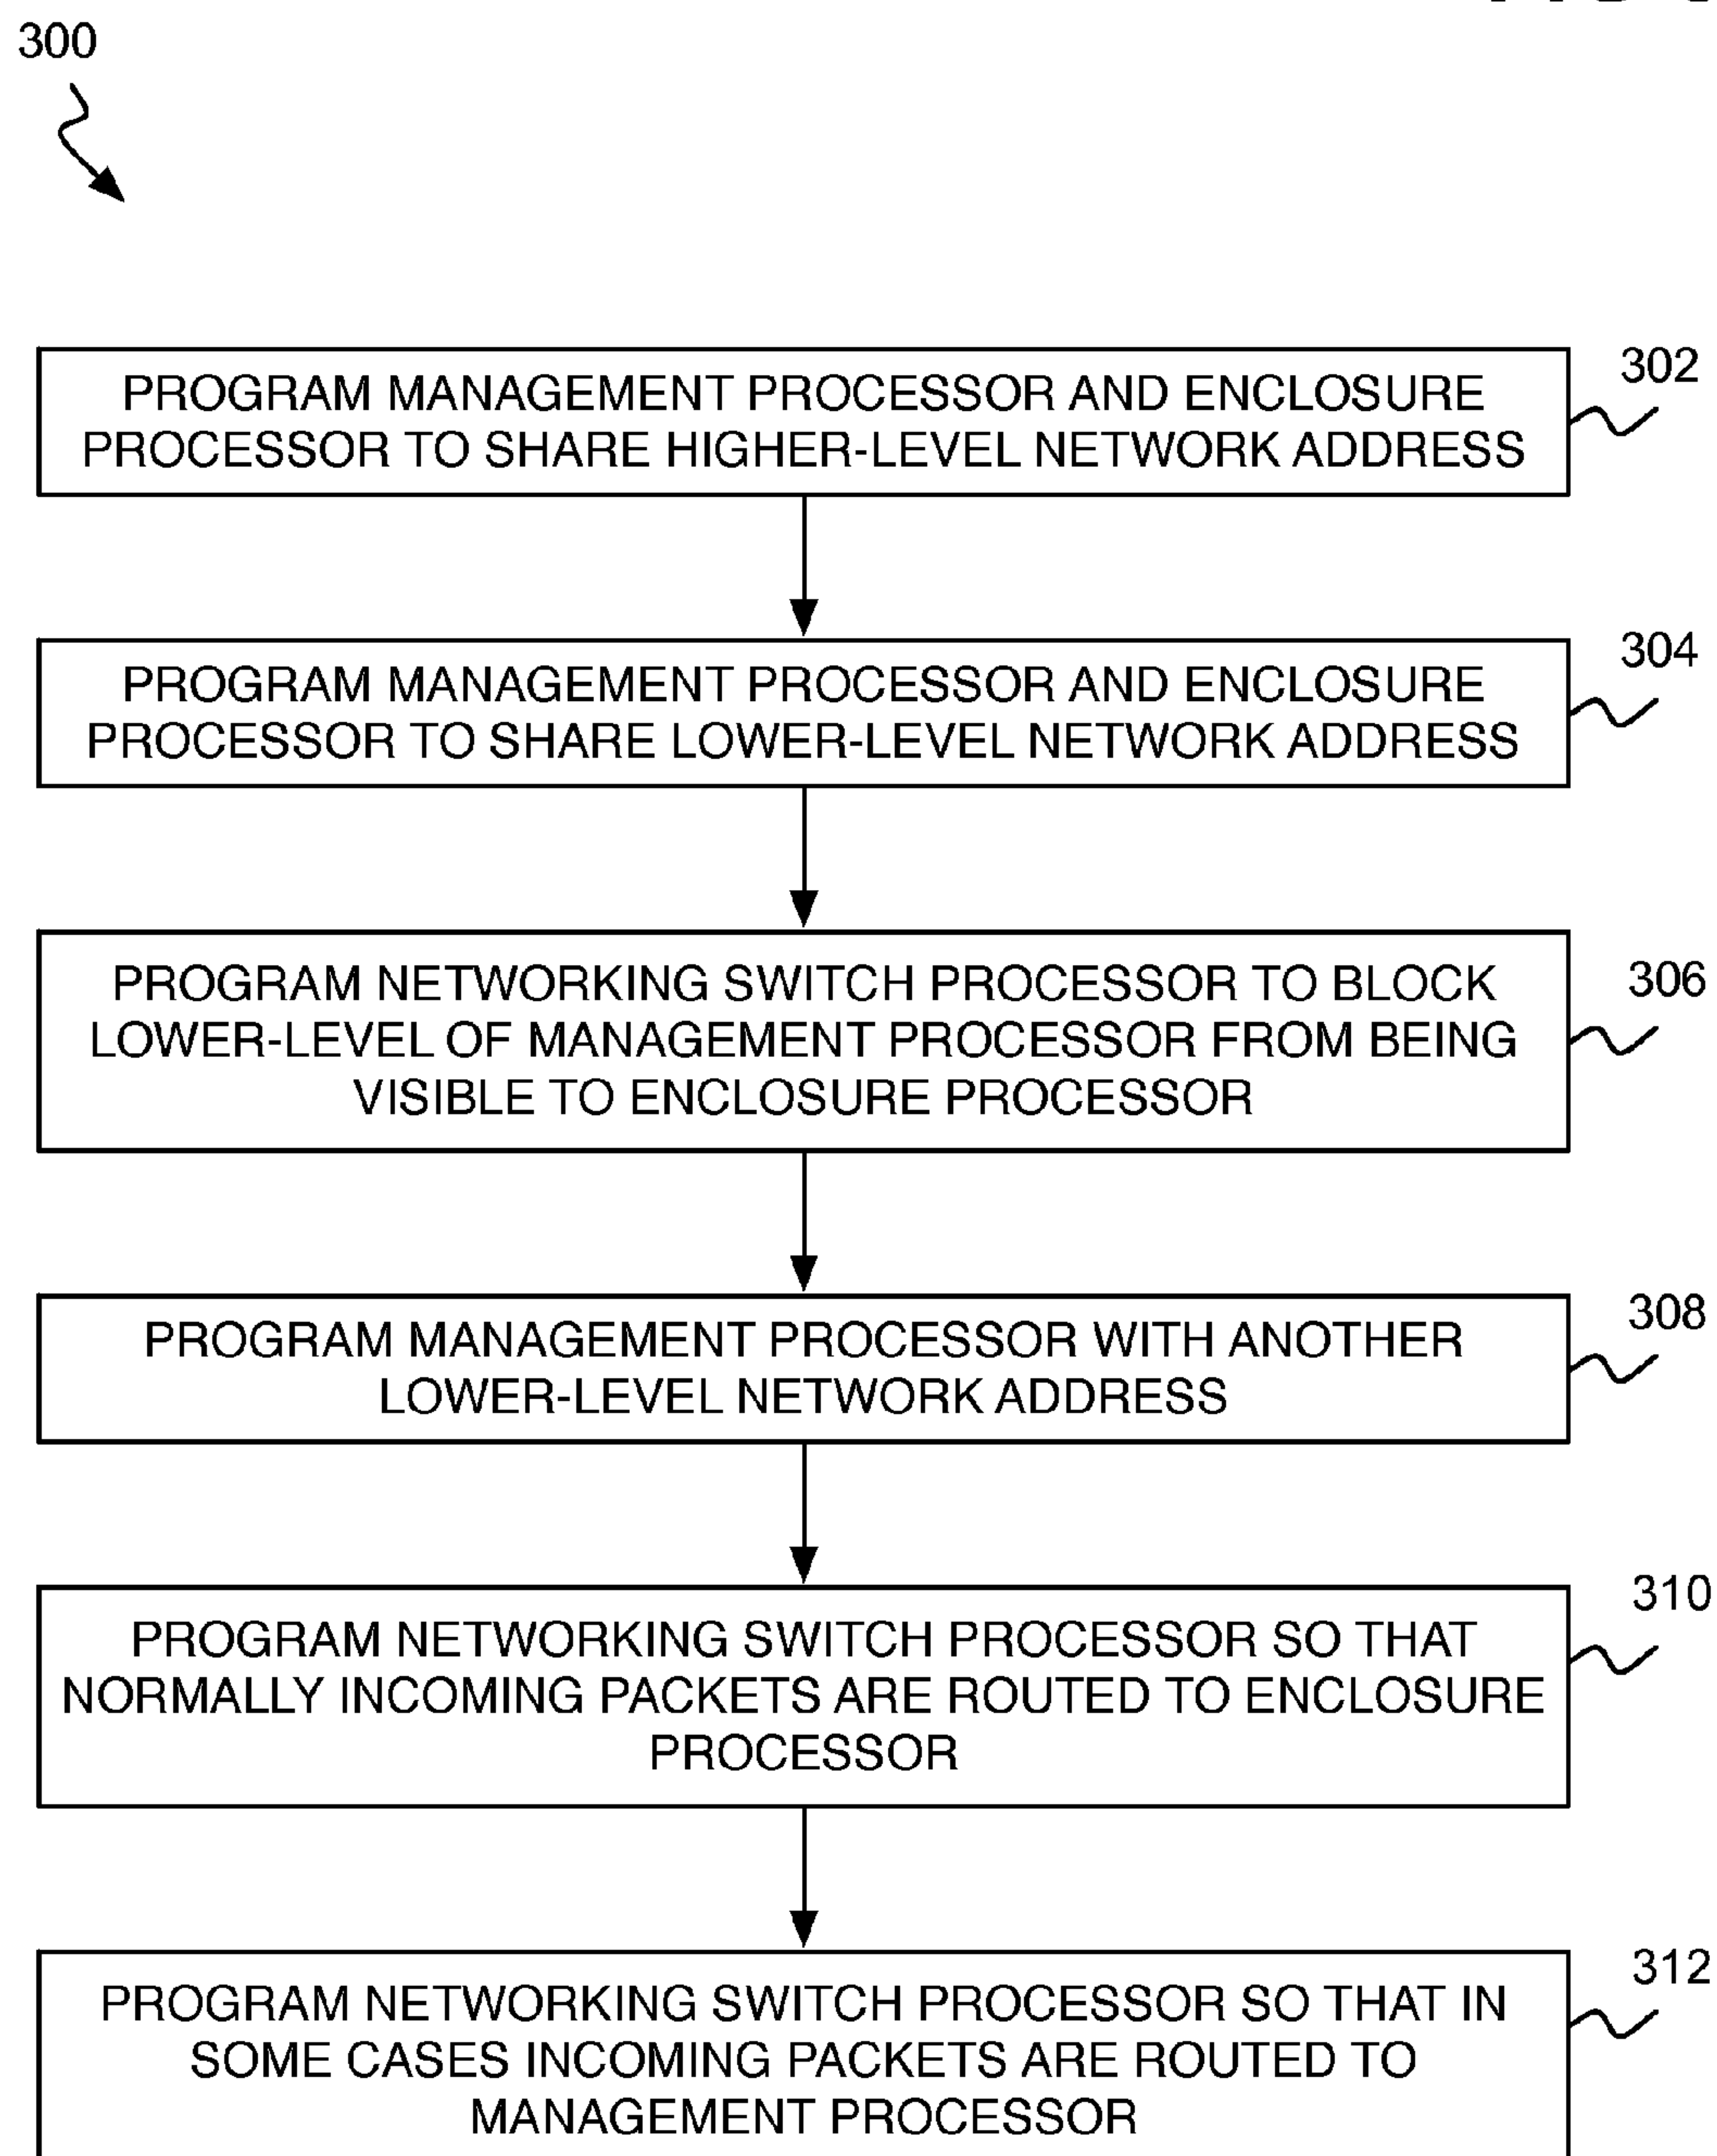 300
PROGRAM MANAGEMENT PROCESSOR AND ENCLOSURE
PROCESSOR TO SHARE HIGHER-LEVEL NETWORK ADDRESS
302
PROGRAM MANAGEMENT PROCESSOR AND ENCLOSURE
PROCESSOR TO SHARE LOWER-LEVEL NETWORK ADDRESS
304
PROGRAM NETWORKING SWITCH PROCESSOR TO BLOCK
LOWER-LEVEL OF MANAGEMENT PROCESSOR FROM BEING
VISIBLE TO ENCLOSURE PROCESSOR
306
PROGRAM MANAGEMENT PROCESSOR WITH ANOTHER
LOWER-LEVEL NETWORK ADDRESS
308
PROGRAM NETWORKING SWITCH PROCESSOR SO THAT
NORMALLY INCOMING PACKETS ARE ROUTED TO ENCLOSURE
PROCESSOR
310
PROGRAM NETWORKING SWITCH PROCESSOR SO THAT IN
SOME CASES INCOMING PACKETS ARE ROUTED TO
MANAGEMENT PROCESSOR
312